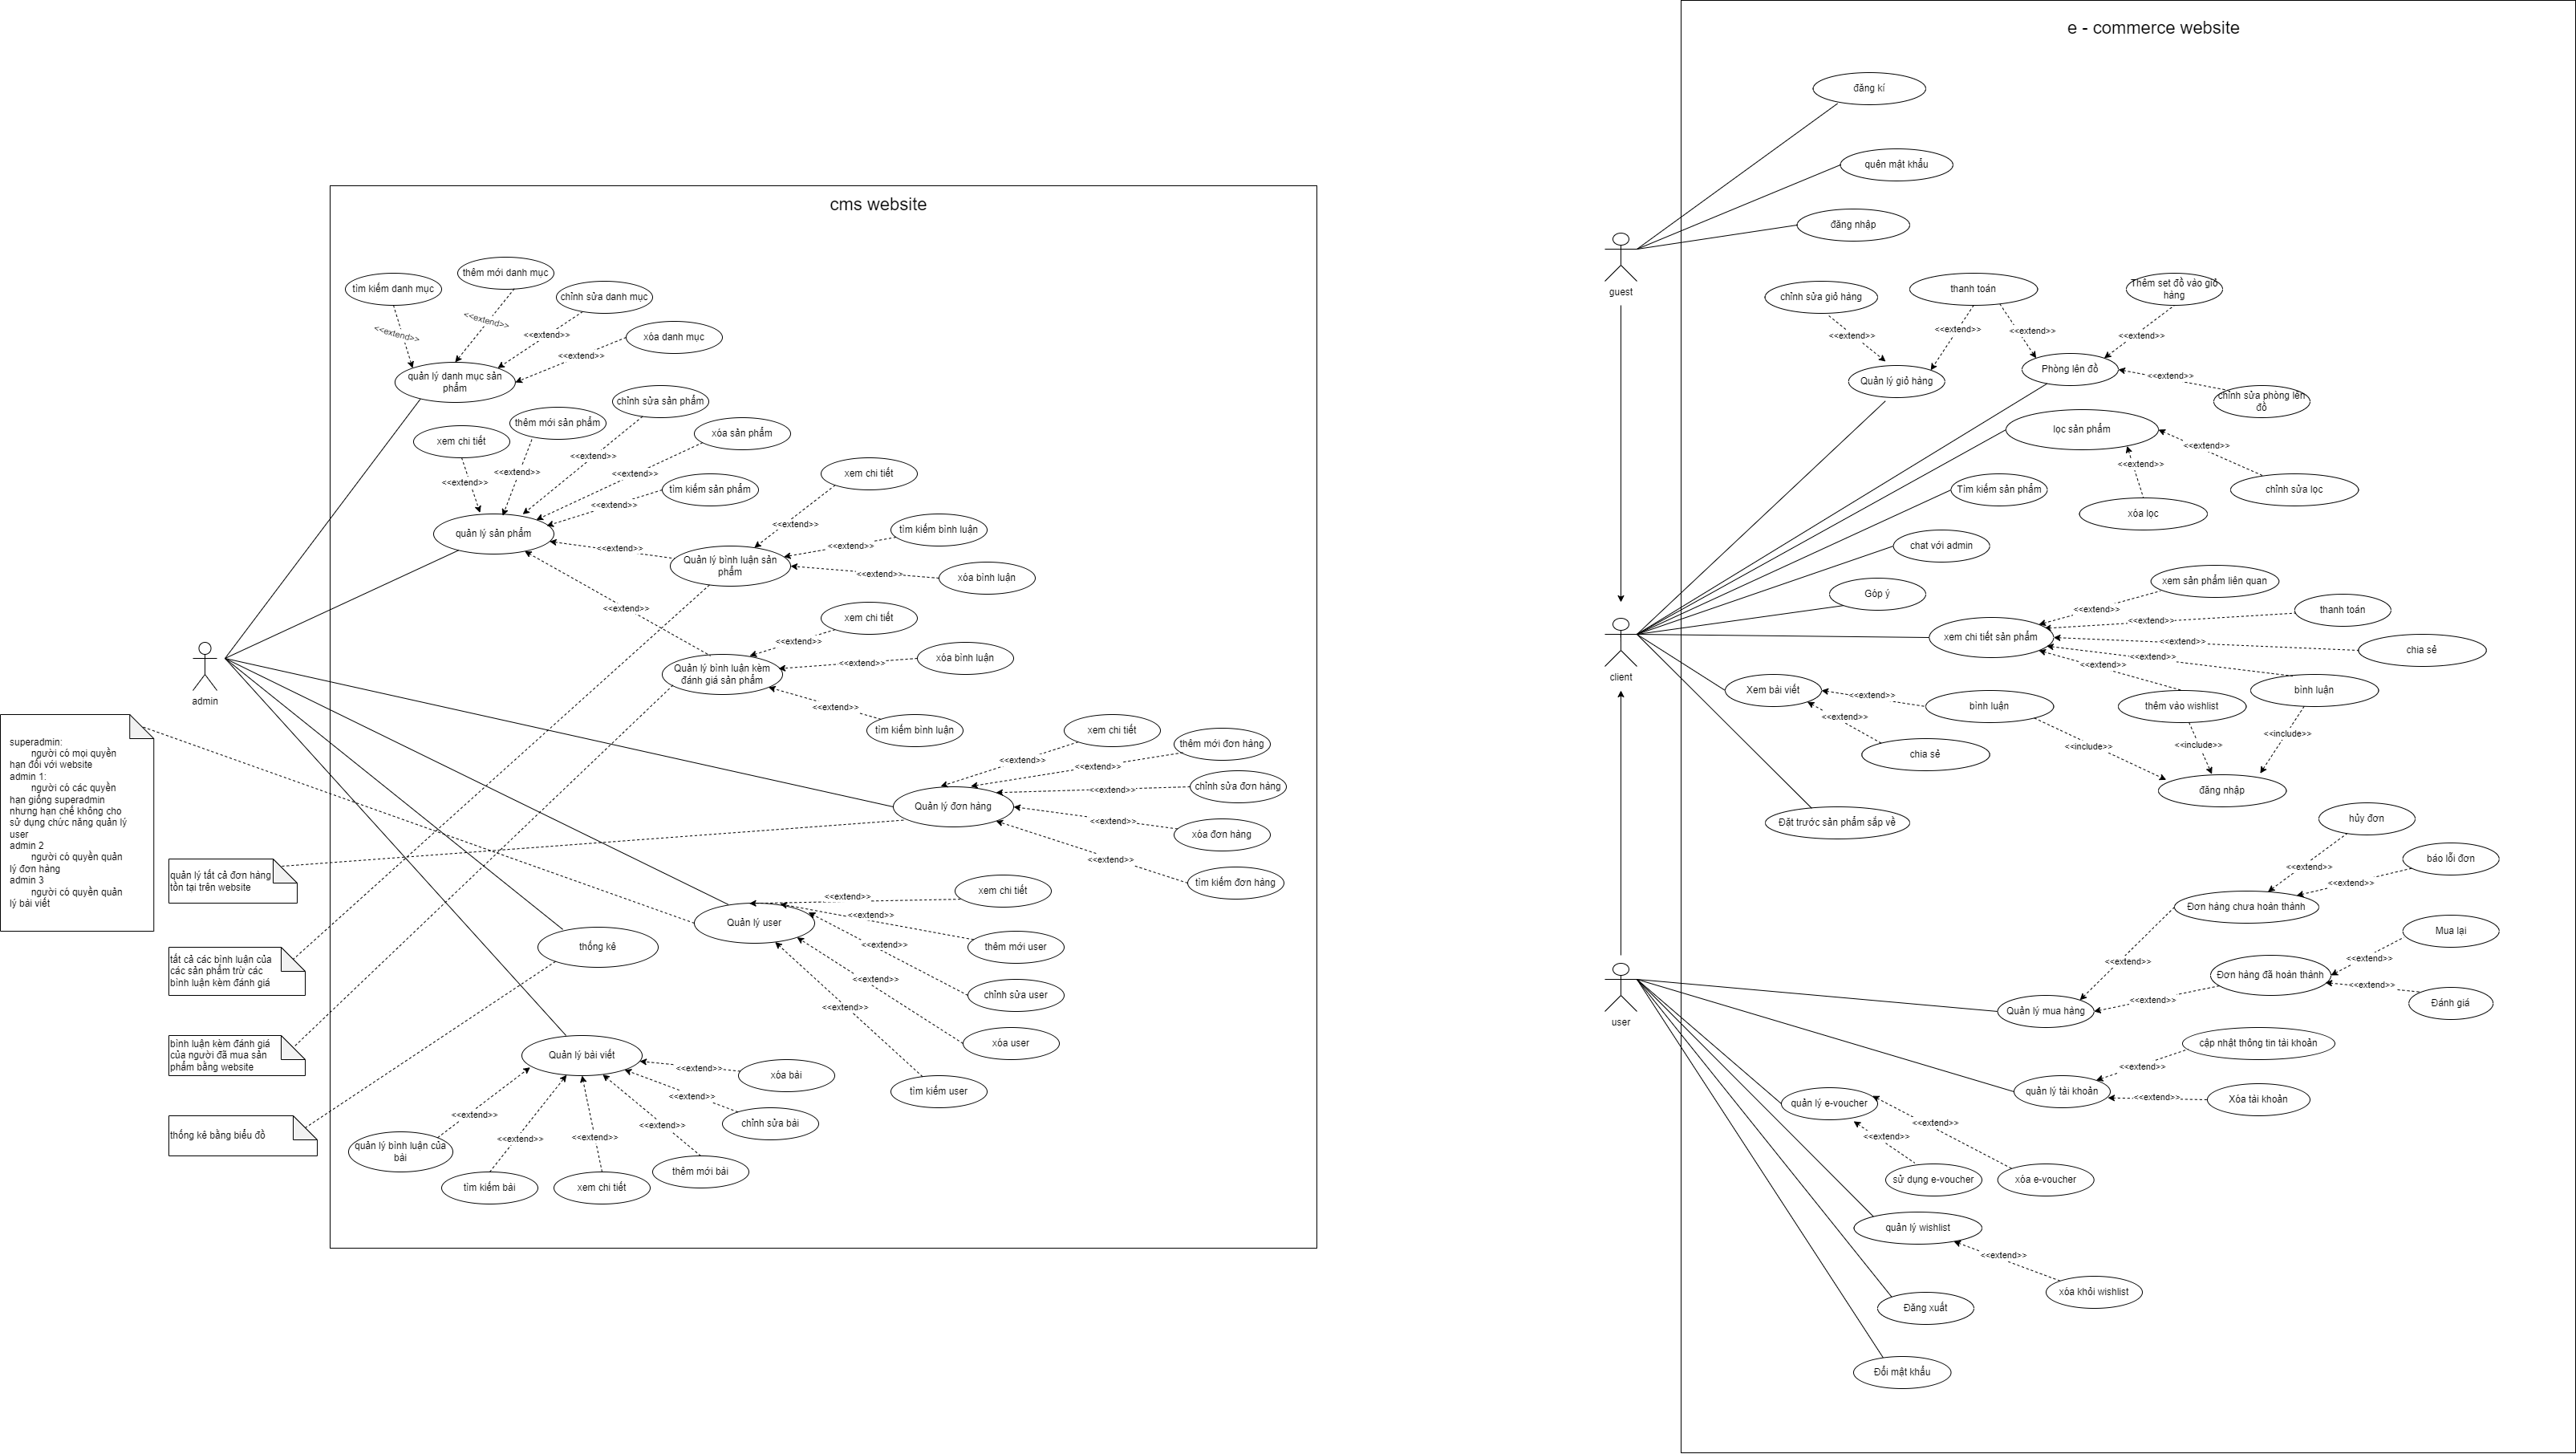 cms website
tìm kiếm danh mục
thêm mới danh mục
chỉnh sửa danh mục
xóa danh mục
<<extend>>
<<extend>>
<<extend>>
<<extend>>
quản lý danh mục sản
phẩm
xem chi tiết
thêm mới sản phẩm
chỉnh sửa sản phẩm
xóa sản phẩm
tìm kiếm sản phẩm
<<extend>>
<<extend>>
<<extend>>
<<extend>>
<<extend>>
quản lý sản phẩm
<<extend>>
<<extend>>
xem chi tiết
tìm kiếm bình luận
xóa bình luận
<<extend>>
<<extend>>
<<extend>>
Quản lý bình luận sản
phẩm
xem chi tiết
xóa bình luận
tìm kiếm bình luận
<<extend>>
<<extend>>
<<extend>>
Quản lý bình luận kèm
đánh giá sản phẩm
admin
xem chi tiết
thêm mới đơn hàng
chỉnh sửa đơn hàng
xóa đơn hàng
tìm kiếm đơn hàng
<<extend>>
<<extend>>
<<extend>>
<<extend>>
<<extend>>
Quản lý đơn hàng
superadmin:
người có mọi quyền
hạn đối với website
admin 1:
người có các quyền
hạn giống superadmin
nhưng hạn chế không cho
sử dụng chức năng quản lý
user
admin 2
người có quyền quản
lý đơn hàng
admin 3
người có quyền quản
lý bài viết
quản lý tất cả đơn hàng
tồn tại trên website
tất cả các bình luận của
các sản phẩm trừ các
bình luận kèm đánh giá
bình luận kèm đánh giá
của người đã mua sản
phẩm bằng website
thống kê bằng biểu đồ
Quản lý user
xem chi tiết
thêm mới user
chỉnh sửa user
xóa user
tìm kiếm user
<<extend>>
<<extend>>
<<extend>>
<<extend>>
<<extend>>
thống kê
Quản lý bài viết
xóa bài
chỉnh sửa bài
thêm mới bài
xem chi tiết
tìm kiếm bài
quản lý bình luận của
bài
<<extend>>
<<extend>>
<<extend>>
<<extend>>
<<extend>>
<<extend>>
e - commerce website
đăng kí
quên mật khẩu
đăng nhập
guest
chỉnh sửa giỏ hàng
thanh toán
Thêm set đồ vào giỏ
hàng
<<extend>>
<<extend>>
<<extend>>
<<extend>>
Quản lý giỏ hàng
Phòng lên đồ
<<extend>>
chỉnh sửa phòng lên
đồ
lọc sản phẩm
<<extend>>
<<extend>>
xóa lọc
chỉnh sửa lọc
Tìm kiếm sản phẩm
chat với admin
Góp ý
client
xem chi tiết sản phẩm
xem sản phẩm liên quan
thanh toán
chia sẻ
bình luận
thêm vào wishlist
<<extend>>
<<extend>>
<<extend>>
<<extend>>
<<extend>>
Xem bài viết
<<extend>>
<<extend>>
bình luận
chia sẻ
<<include>>
<<include>>
<<include>>
đăng nhập
Đặt trước sản phẩm sắp về
user
hủy đơn
báo lỗi đơn
<<extend>>
<<extend>>
Đơn hàng chưa hoàn thành
Mua lại
<<extend>>
Đơn hàng đã hoàn thành
<<extend>>
Đánh giá
<<extend>>
<<extend>>
Quản lý mua hàng
cập nhật thông tin tài khoản
<<extend>>
quản lý tài khoản
<<extend>>
Xóa tài khoản
quản lý e-voucher
<<extend>>
<<extend>>
sử dụng e-voucher
xóa e-voucher
quản lý wishlist
<<extend>>
xóa khỏi wishlist
Đăng xuất
Đổi mật khẩu